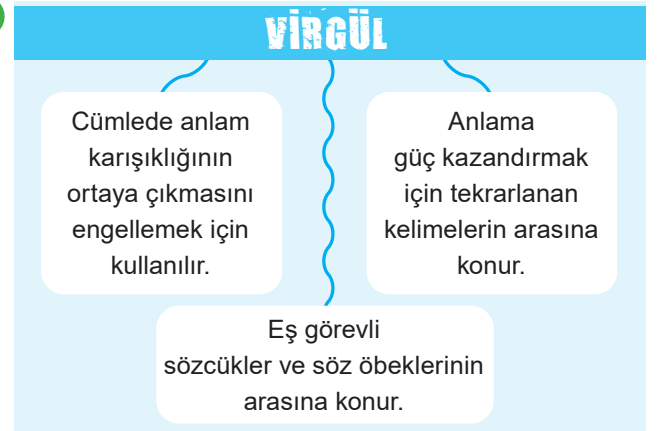 VİRGÜL
Cümlede anlam
karışıklığının
ortaya çıkmasını
engellemek için
kullanılır.
Anlama
güç kazandırmak
için tekrarlanan
kelimelerin arasına
konur.
Eş görevli
sözcükler ve söz öbeklerinin
arasına konur.